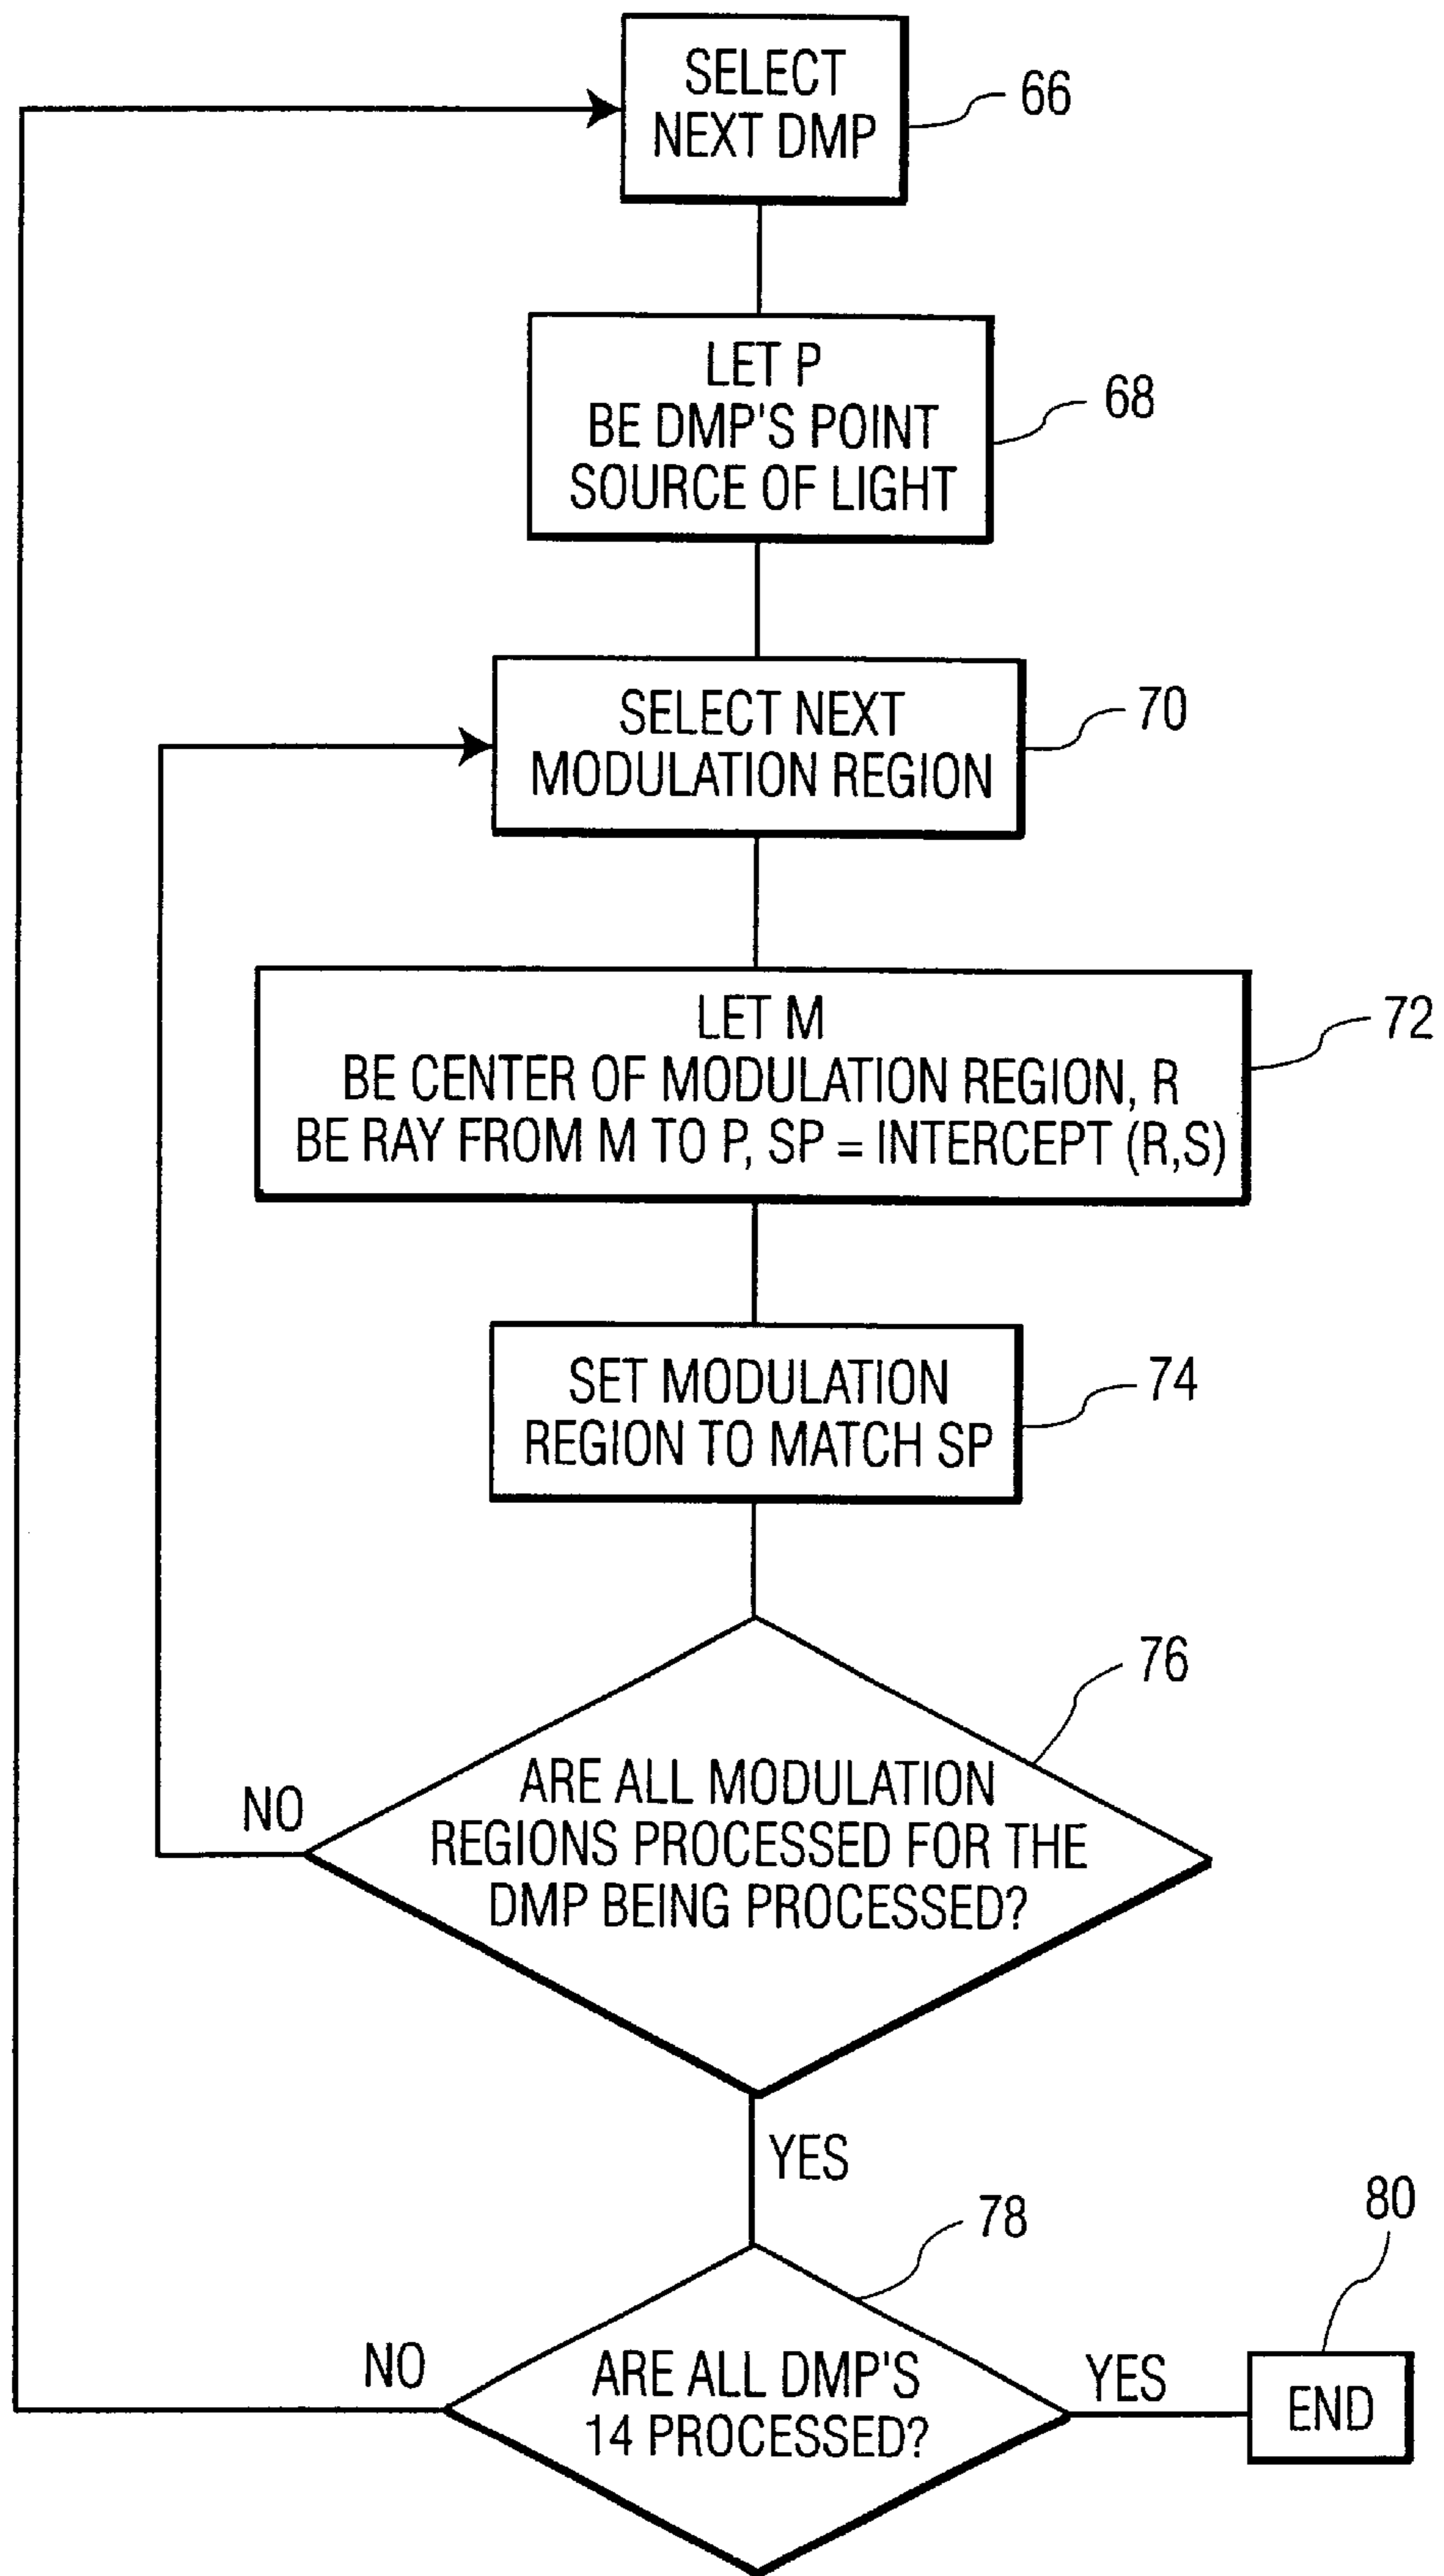 SELECT
NEXT DMP
66
LET P
BE DMP'S POINT
SOURCE OF LIGHT
68
SELECT NEXT
MODULATION REGION
70
LET M
BE CENTER OF MODULATION REGION, R
BE RAY FROM M TO P, SP = INTERCEPT (R,S)
72
SET MODULATION
REGION TO MATCH SP
74
76
ARE ALL MODULATION
REGIONS PROCESSED FOR THE
DMP BEING PROCESSED?
NO
YES
78
80
ARE ALL DMP'S
14 PROCESSED?
NO
YES
END